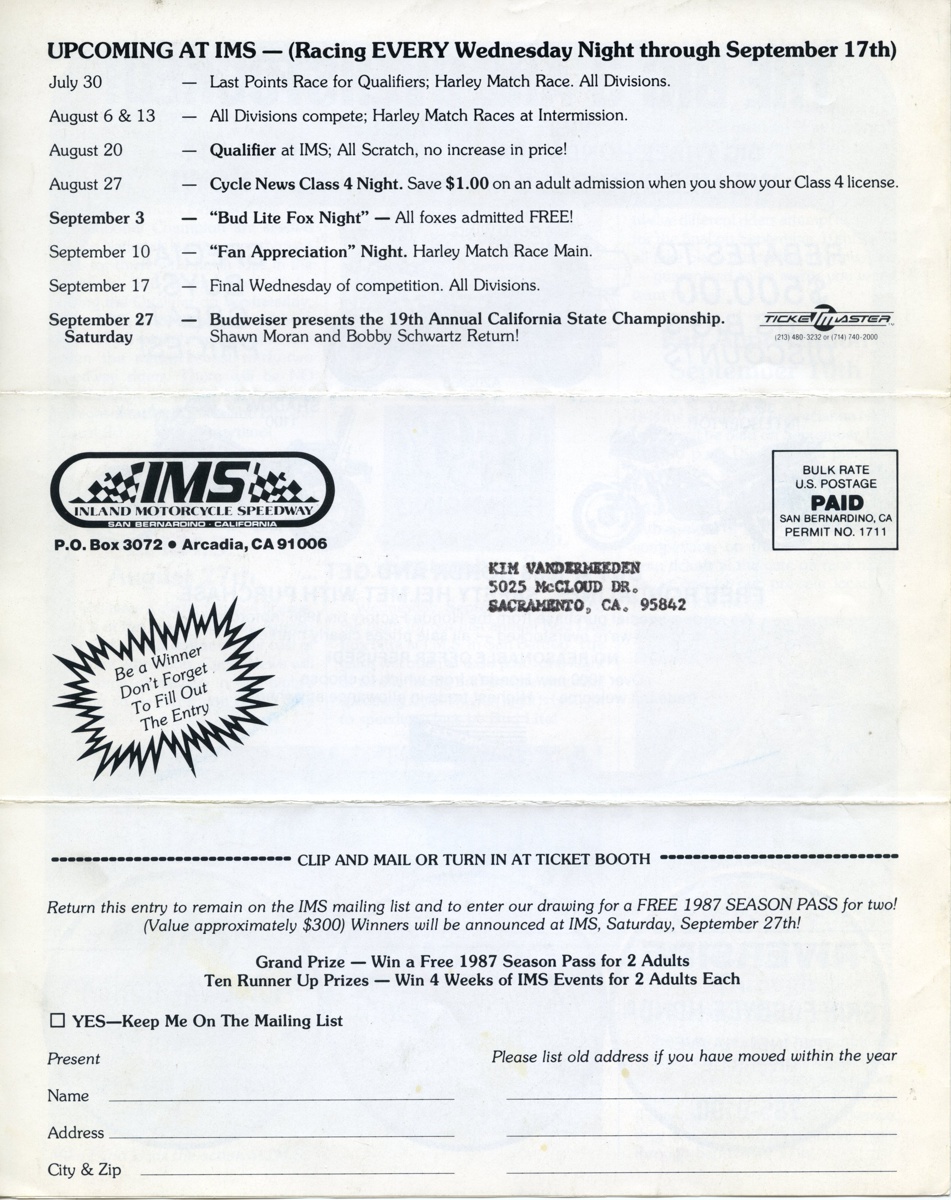 UPCOMING AT IMS — (Racing EVERY Wednesday Night through September 17th)
July 30 — Last Points Race for Qualifiers; Harley Match Race. All Divisions.
August 6 & 13 — All Divisions compete; Harley Match Races at Intermission.
August 20 — Qualifier at IMS; All Scratch, no increase in price!
August 27 — Cycle News Class 4 Night. Save $1.00 on an adult admission when you show your Class 4 license.
September 3 — “Bud Lite Fox Night” — All foxes admitted FREE!
September 10 — “Fan Appreciation” Night. Harley Match Race Main.
September 17 — Final Wednesday of competition. All Divisions.
September 27 — Budweiser presents the 19th Annual California State Championship.
Saturday Shawn Moran and Bobby Schwartz Return!
TICKETMASTER
(213) 480-3232 or (714) 740-2000
IMS
INLAND MOTORCYCLE SPEEDWAY
SAN BERNARDINO - CALIFORNIA
P.O. Box 3072 • Arcadia, CA 91006
BULK RATE
U.S. POSTAGE
PAID
SAN BERNARDINO, CA
PERMIT NO. 1711
KIM VANDERMEEDEN
5025 McCLOUD DR.
SACRAMENTO, CA. 95842
Be a Winner
Don't Forget
To Fill Out
The Entry
CLIP AND MAIL OR TURN IN AT TICKET BOOTH
Return this entry to remain on the IMS mailing list and to enter our drawing for a FREE 1987 SEASON PASS for two!
(Value approximately $300) Winners will be announced at IMS, Saturday, September 27th!
Grand Prize — Win a Free 1987 Season Pass for 2 Adults
Ten Runner Up Prizes — Win 4 Weeks of IMS Events for 2 Adults Each
☐ YES—Keep Me On The Mailing List
Present Please list old address if you have moved within the year
Name
Address
City & Zip